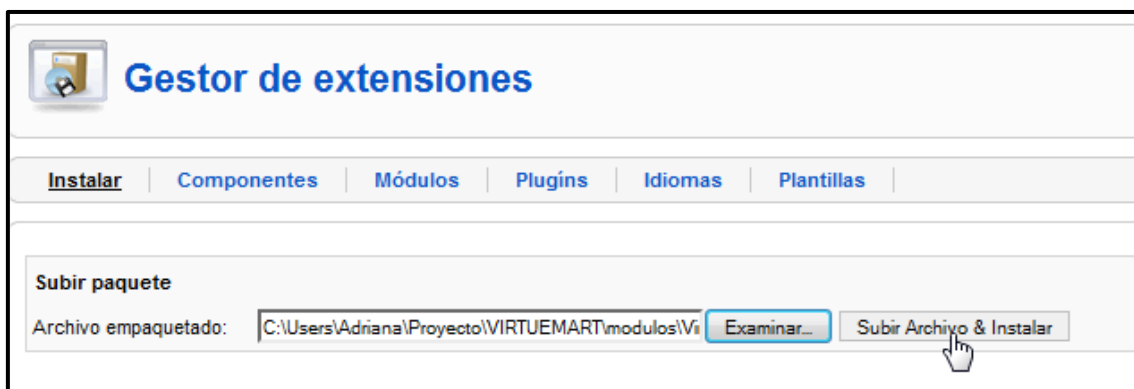 Gestor de extensiones
Instalar Componentes Módulos Plugíns Idiomas Plantillas
Subir paquete
Archivo empaquetado: C:\Users\Adriana\Proyecto\VIRTUEMART\modulos\Vi Examinar... Subir Archivo & Instalar